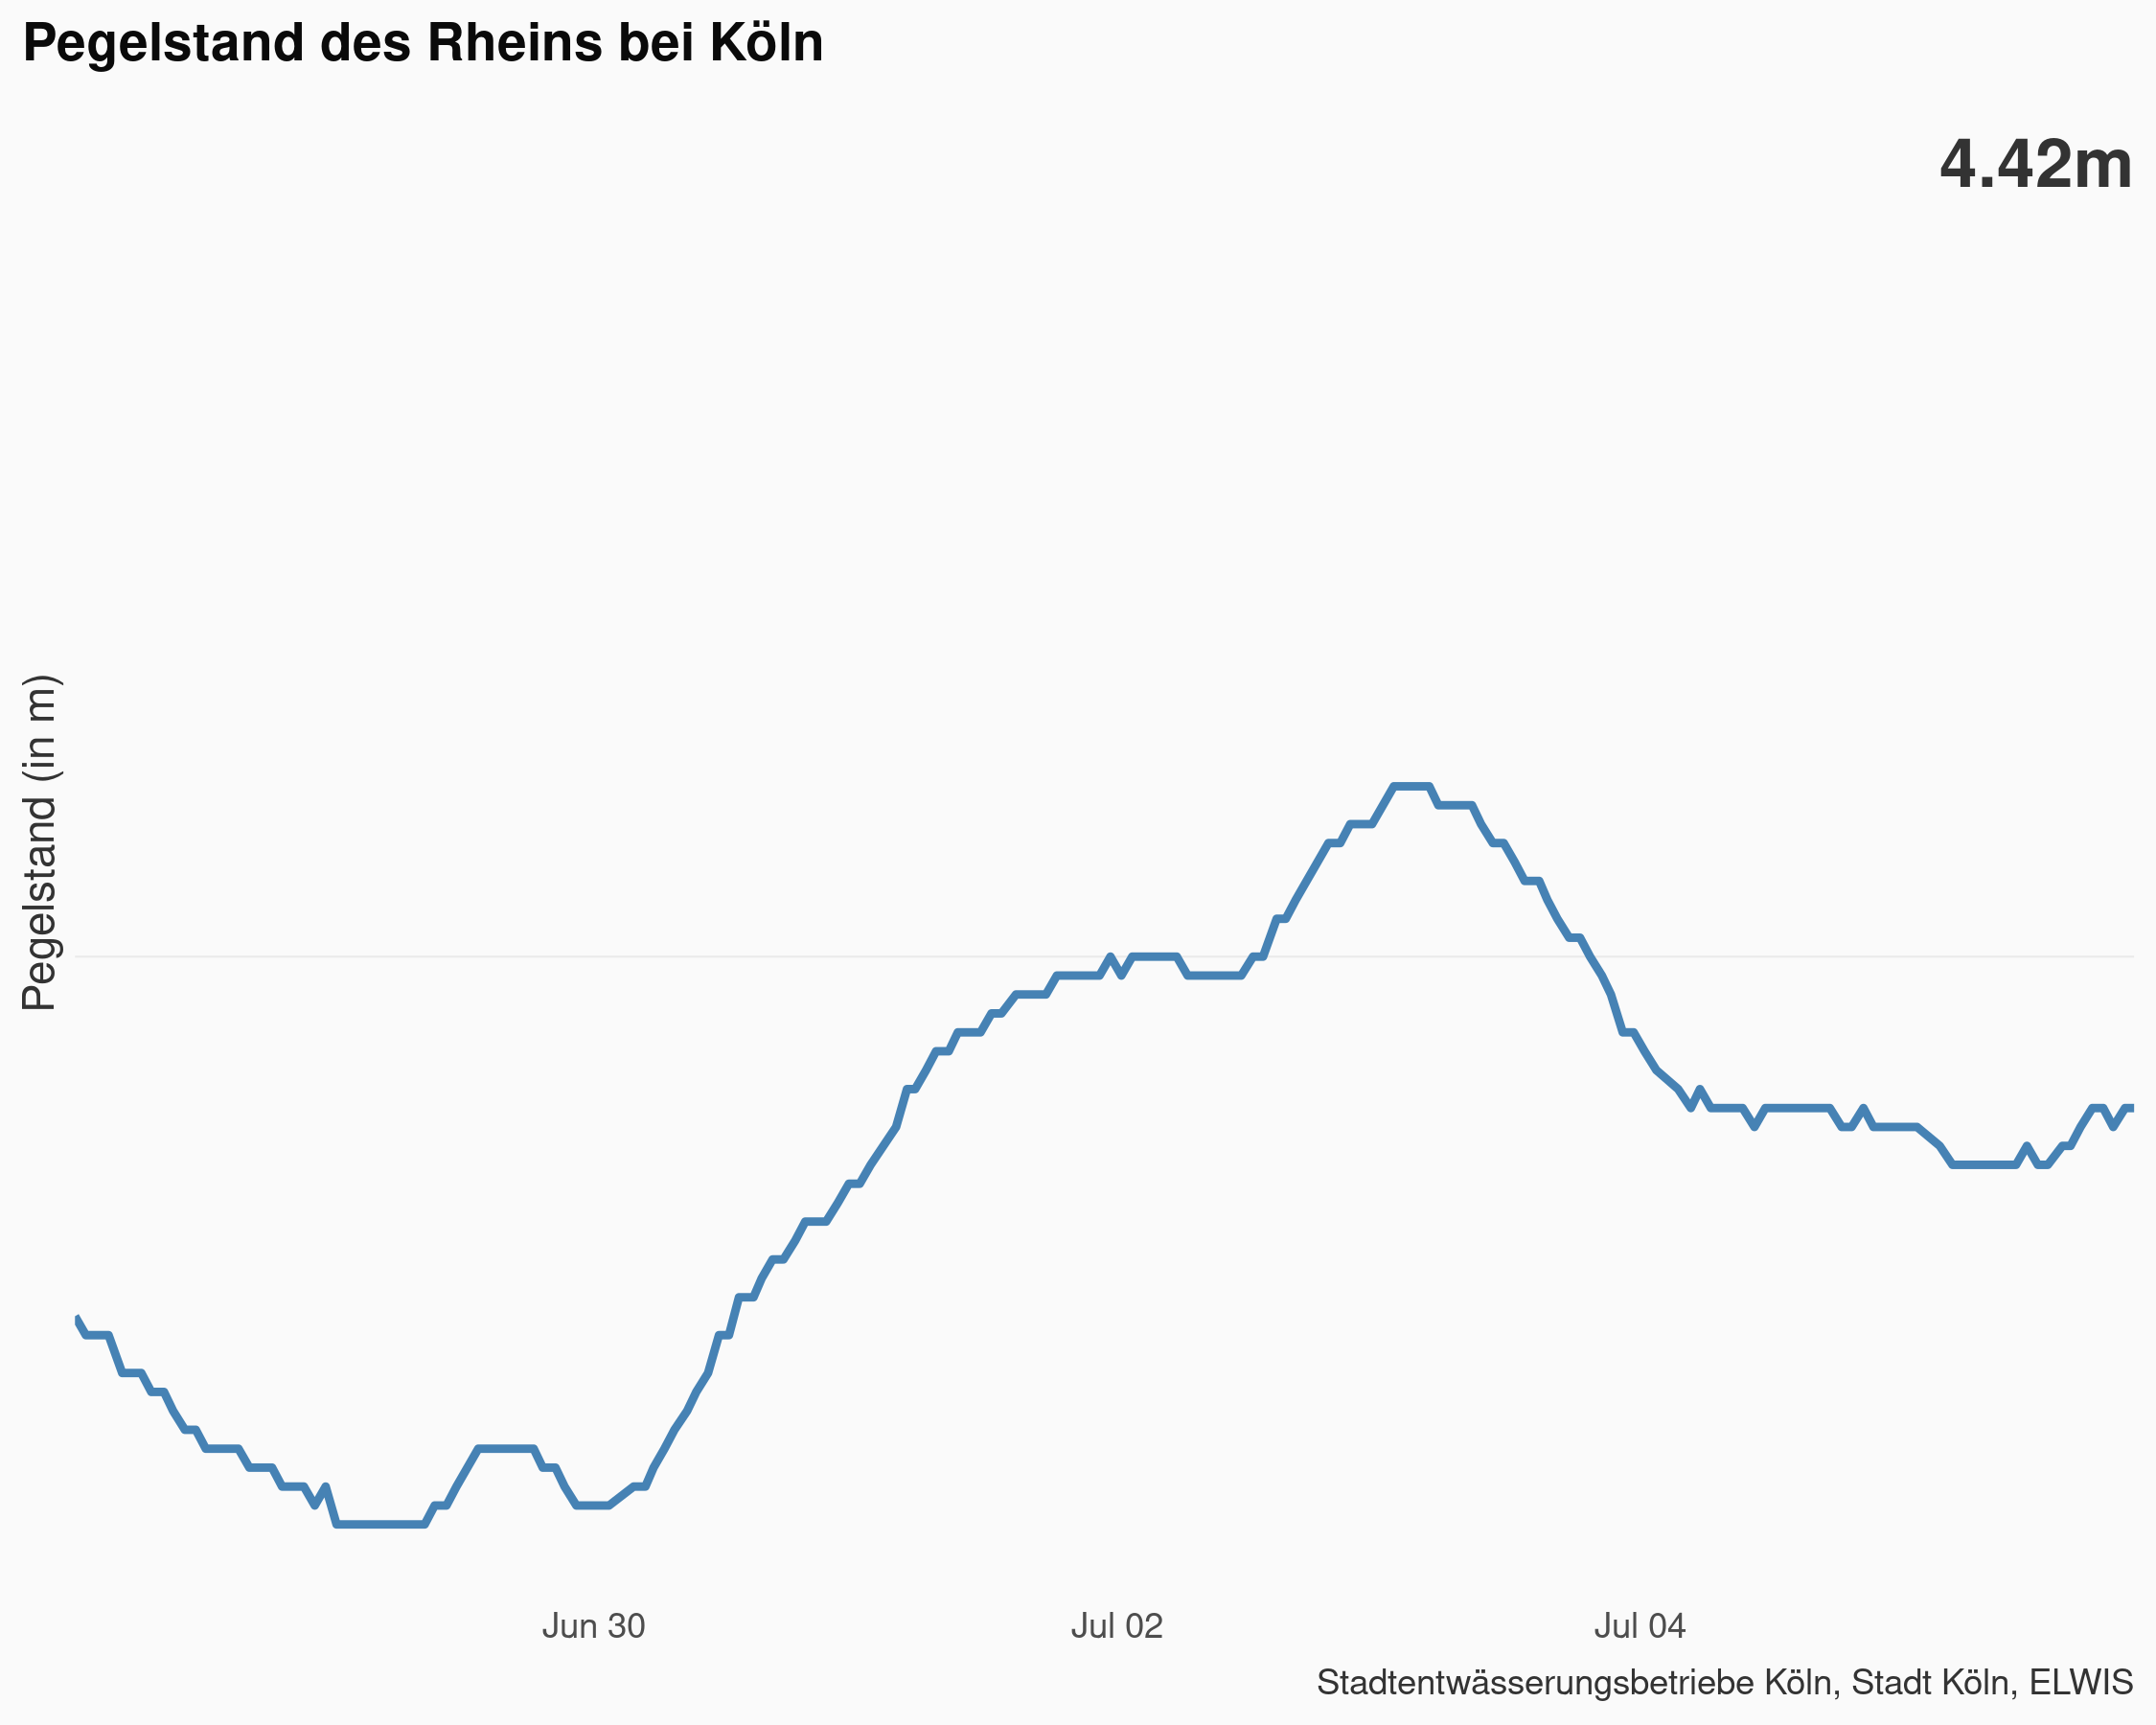 Pegelstand des Rheins bei Köln
4.42m
Pegelstand (in m)
Jun 30
Jul 02
Jul 04
Stadtentwässerungsbetriebe Köln, Stadt Köln, ELWIS